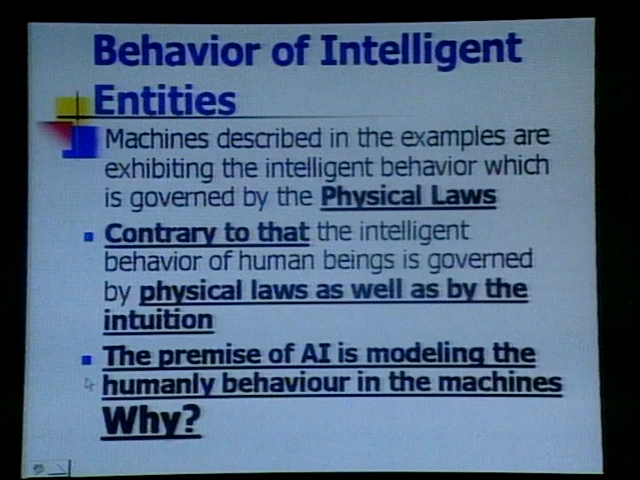 Behavior of Intelligent
Entities
Machines described in the examples are
exhibiting the intelligent behavior which
is governed by the Physical Laws
Contrary to that the intelligent
behavior of human beings is governed
by physical laws as well as by the
intuition
The premise of AI is modeling the
humanly behaviour in the machines
Why?